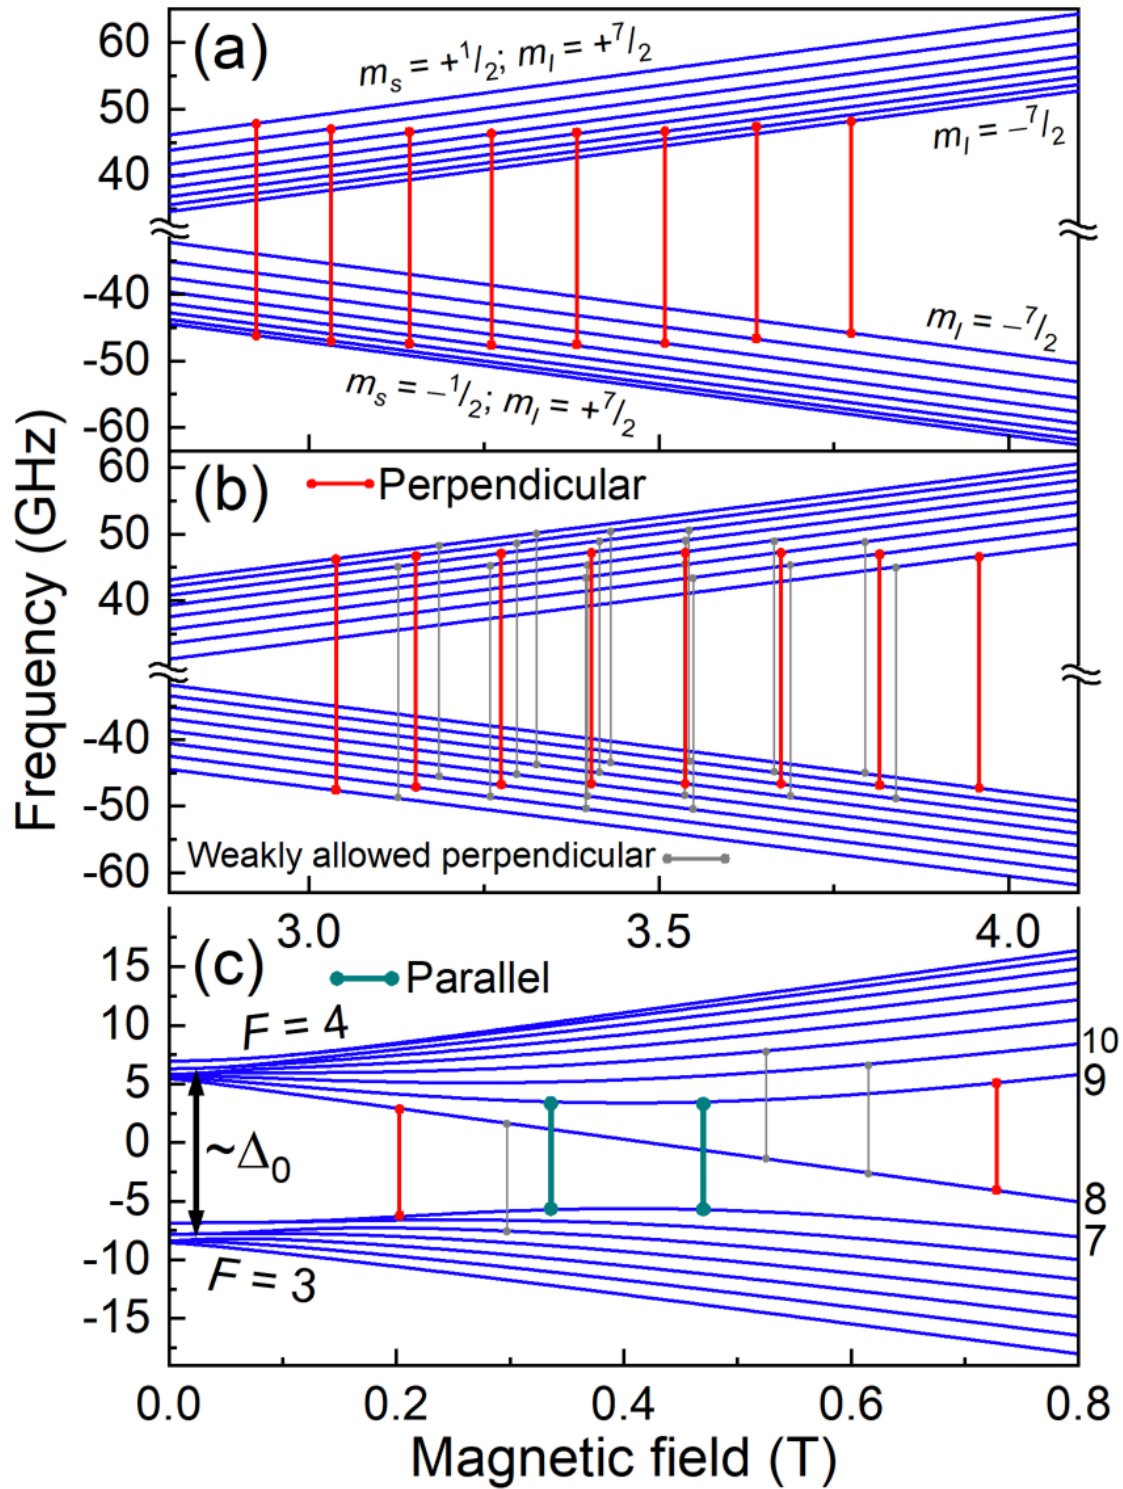 (a)
60
50
40
-40
-50
-60
mₛ = +¹/₂; m_I = +⁷/₂
m_I = –⁷/₂
m_I = –⁷/₂
mₛ = –¹/₂; m_I = +⁷/₂
Frequency (GHz)
(b)
Perpendicular
60
50
40
-40
-50
-60
Weakly allowed perpendicular
3.0 3.5 4.0
(c)
Parallel
15
10
5
0
-5
-10
-15
F = 4
~Δ₀
F = 3
10
9
8
7
0.0 0.2 0.4 0.6 0.8
Magnetic field (T)